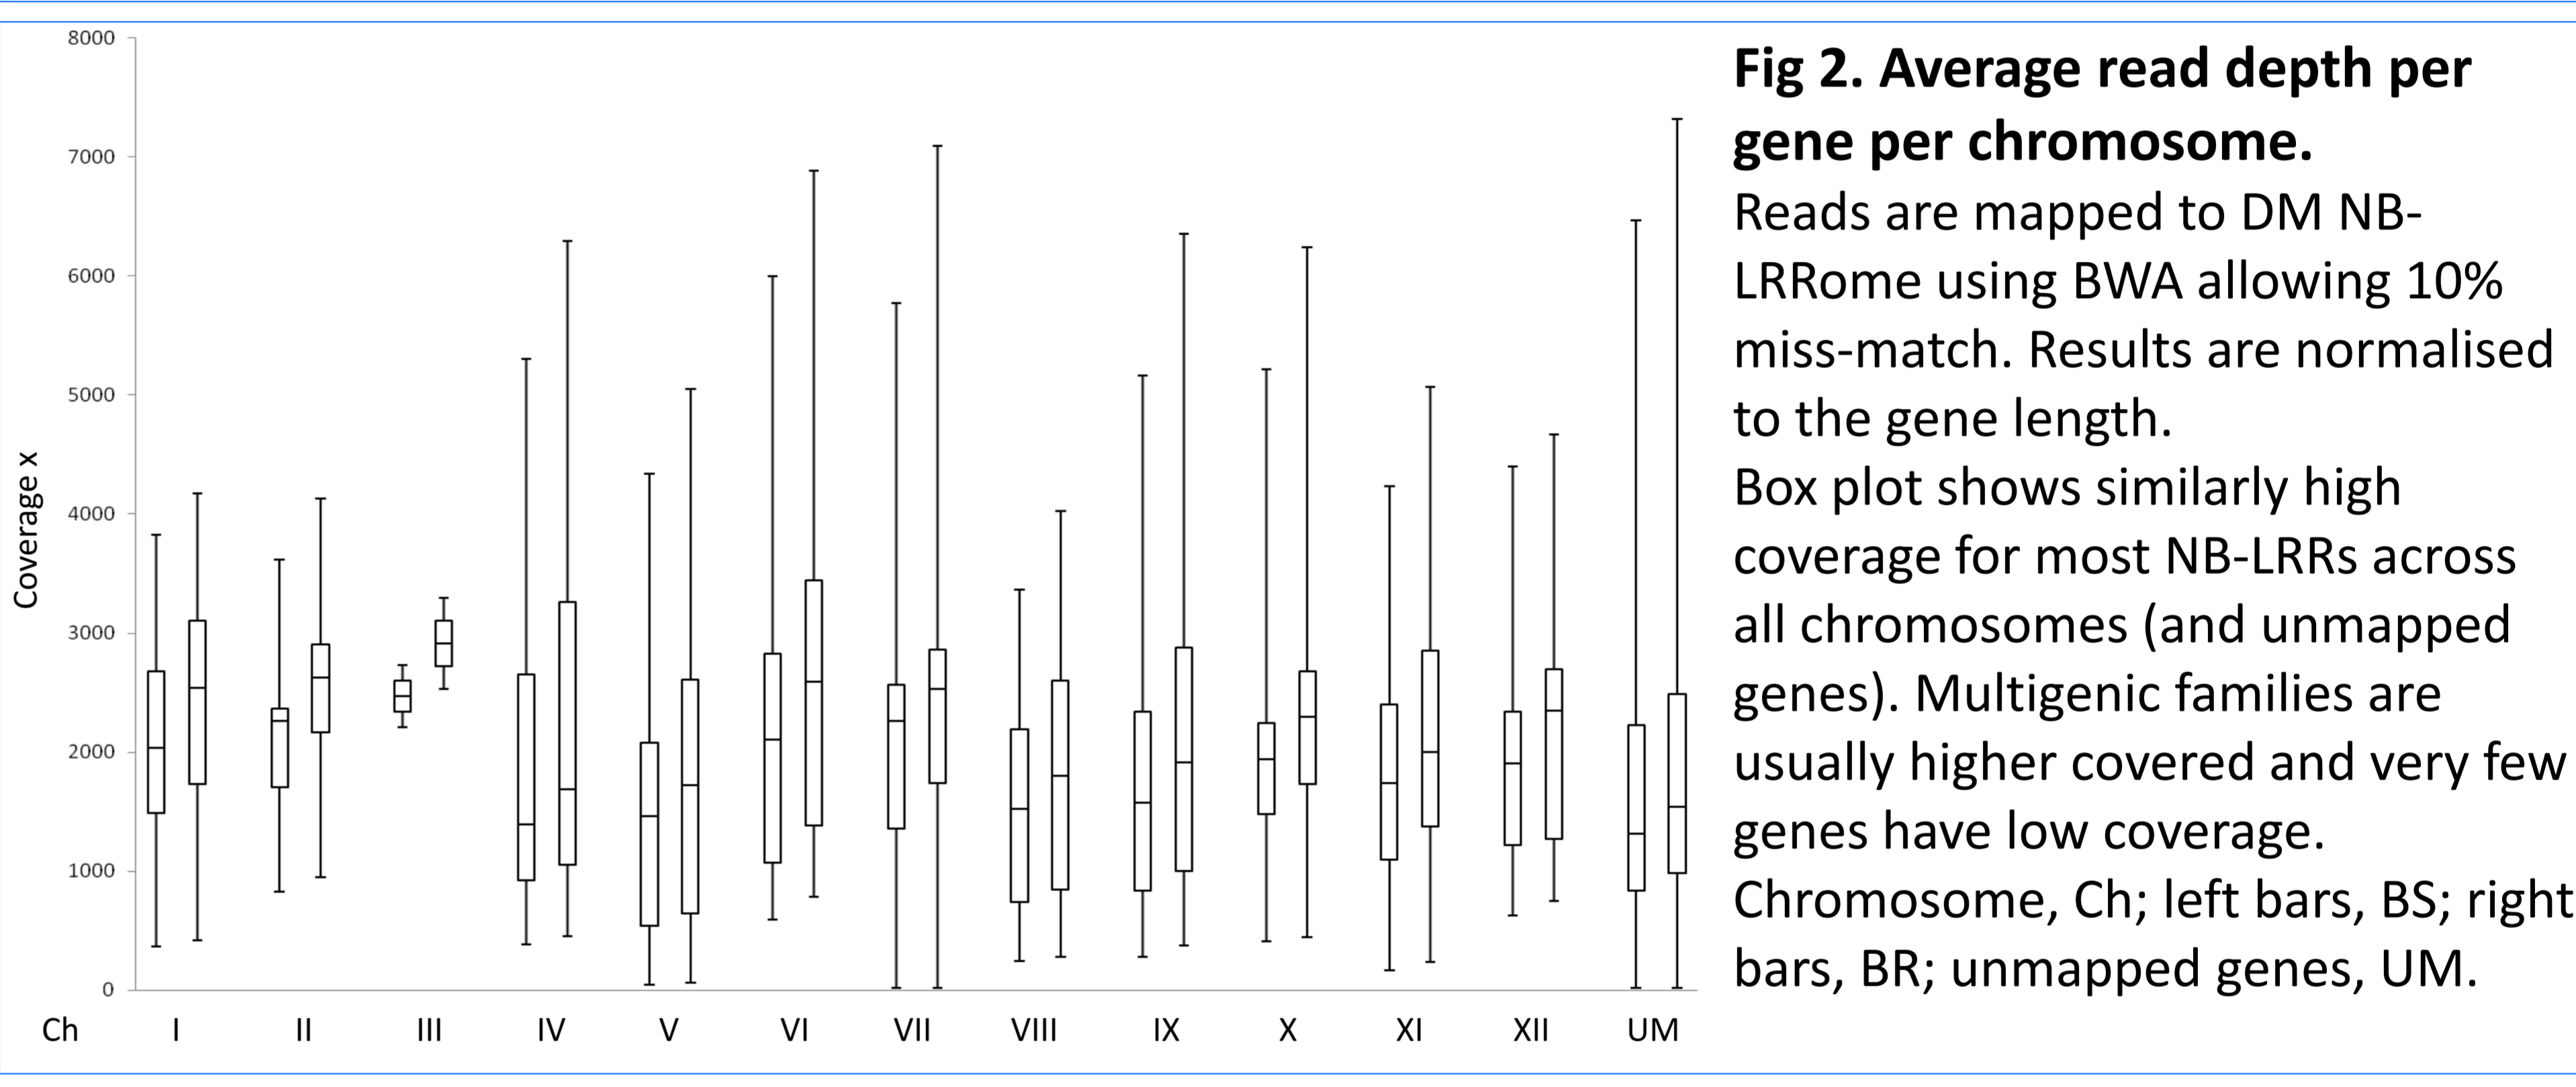 8000
7000
6000
5000
4000
3000
2000
1000
0
Coverage x
Ch I II III IV V VI VII VIII IX X XI XII UM
Fig 2. Average read depth per
gene per chromosome.
Reads are mapped to DM NB-
LRRome using BWA allowing 10%
miss-match. Results are normalised
to the gene length.
Box plot shows similarly high
coverage for most NB-LRRs across
all chromosomes (and unmapped
genes). Multigenic families are
usually higher covered and very few
genes have low coverage.
Chromosome, Ch; left bars, BS; right
bars, BR; unmapped genes, UM.